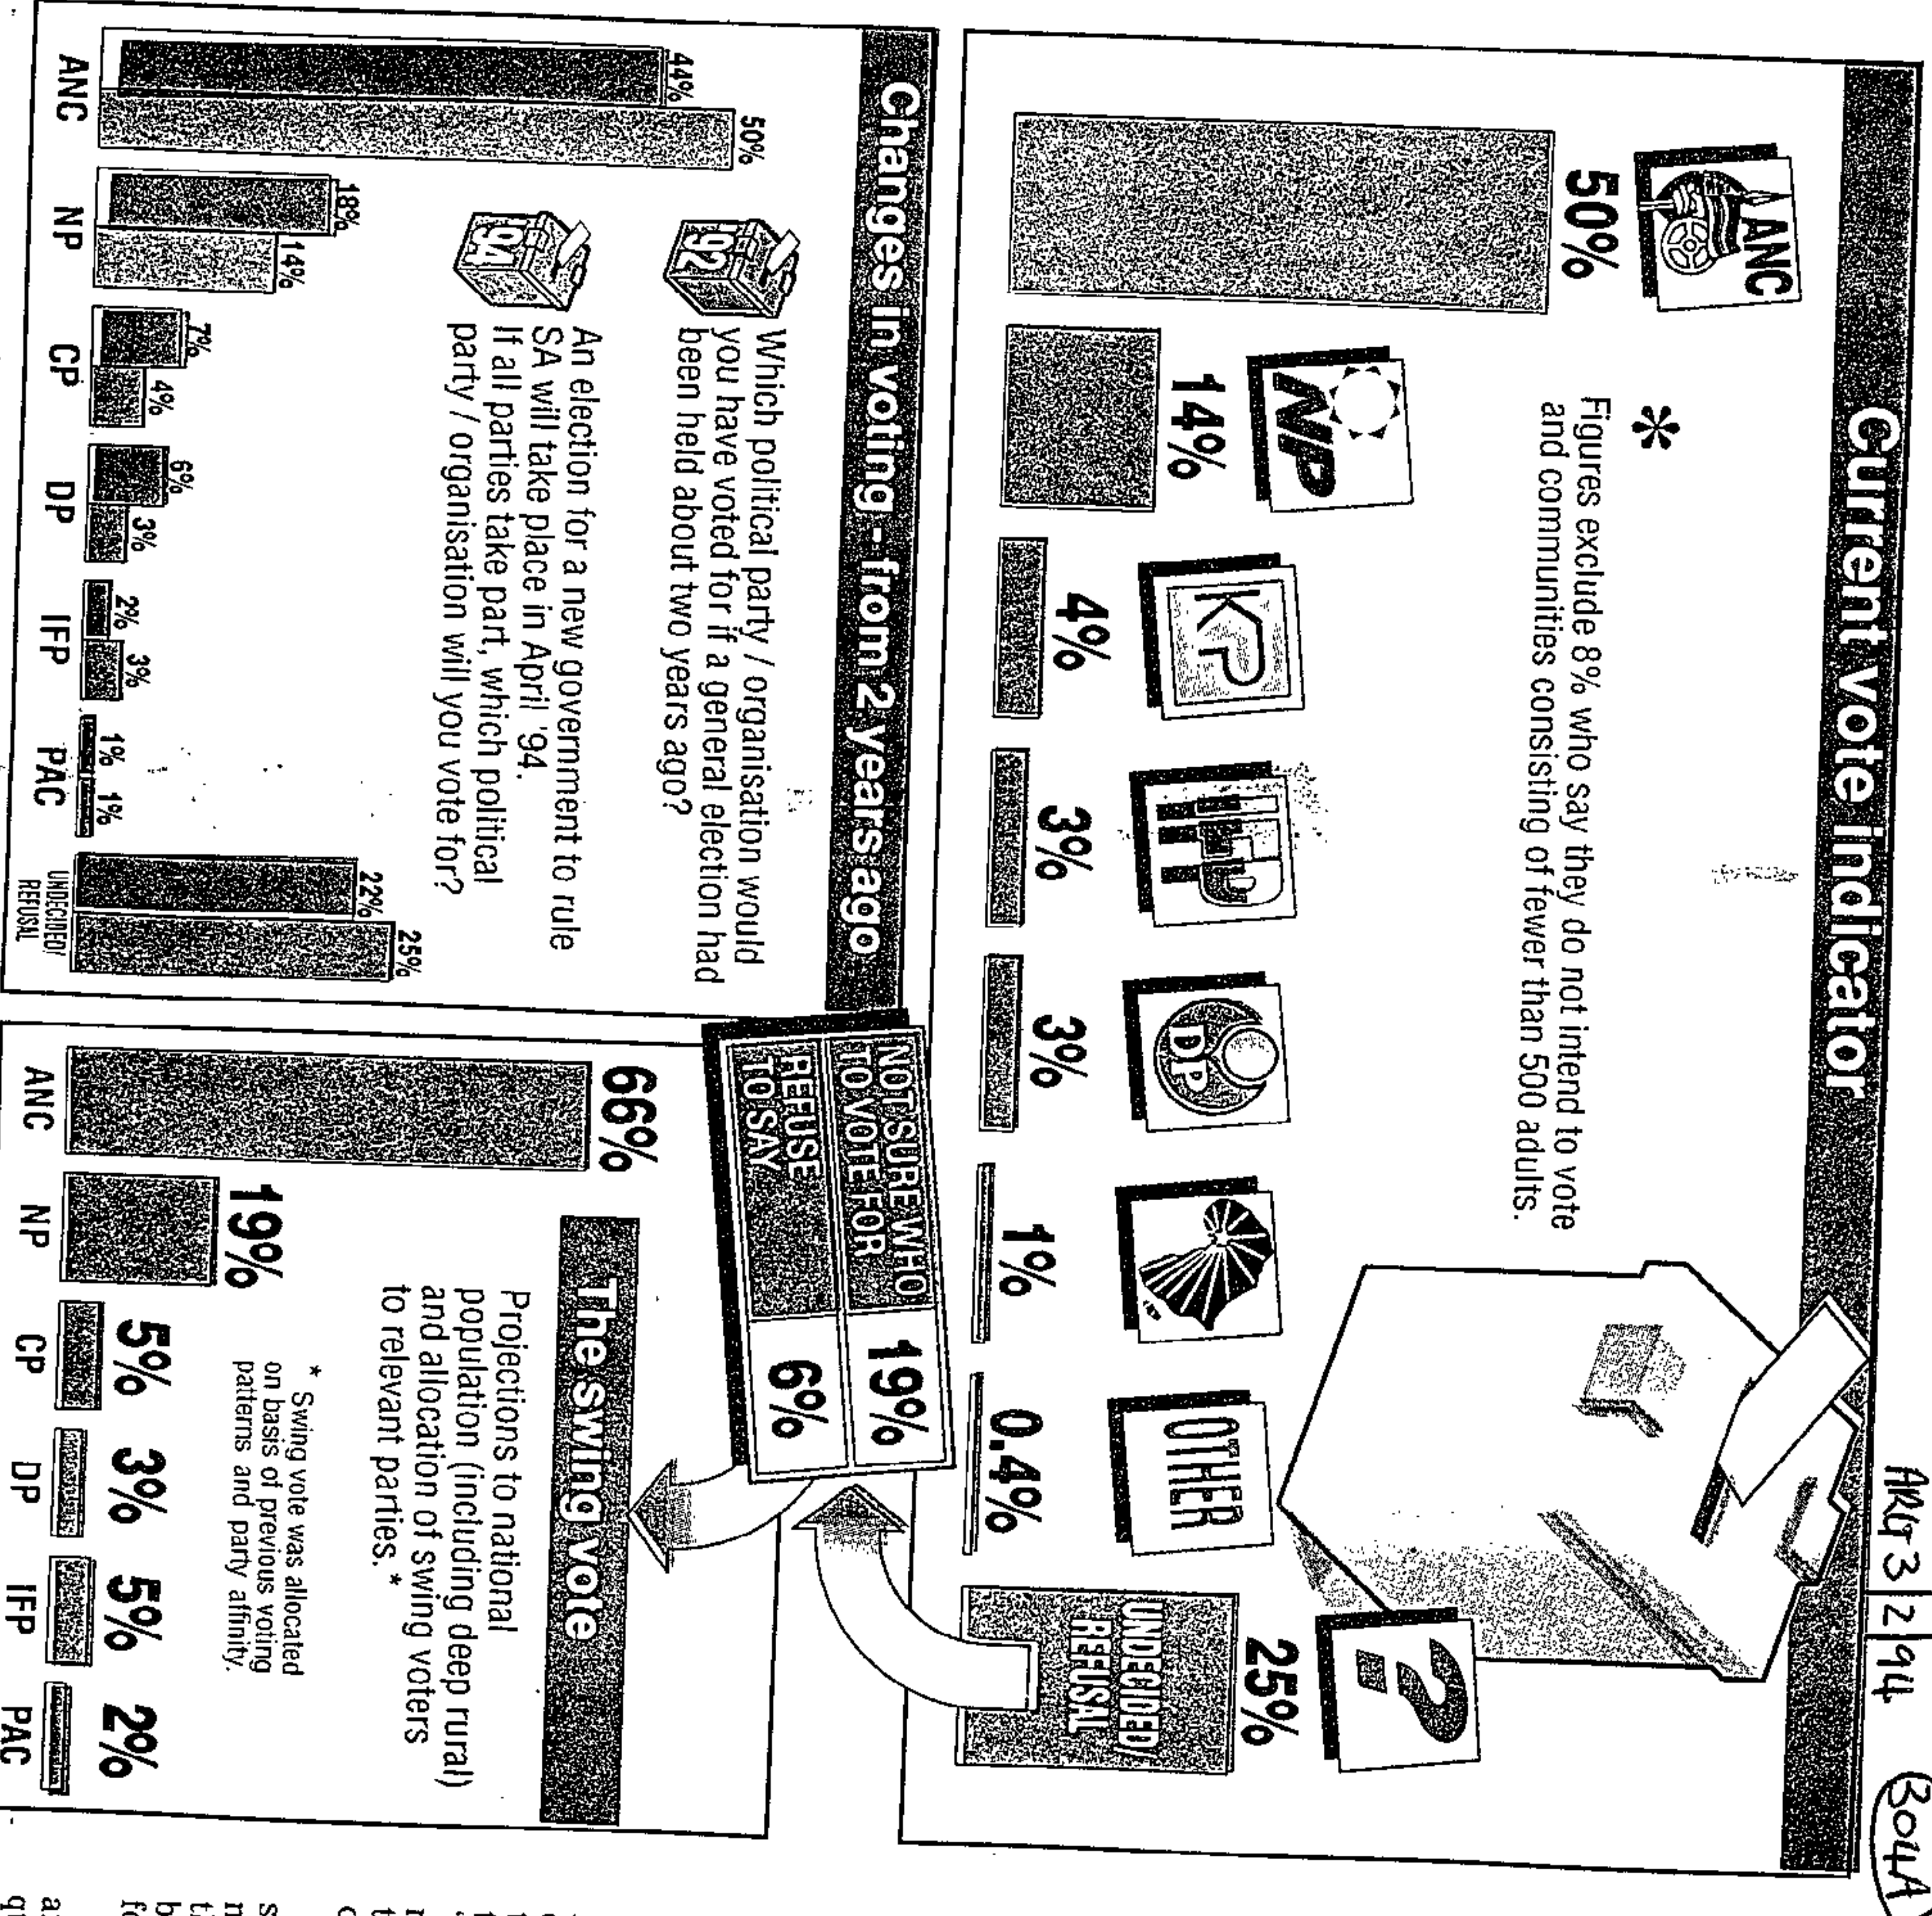 ARG 3/2/94
304A
Current vote indicator
*
Figures exclude 8% who say they do not intend to vote
and communities consisting of fewer than 500 adults.
ANC
50%
NP
14%
KP
4%
3%
DP
3%
1%
OTHER
0.4%
?
25%
UNDECIDED/
REFUSAL
NOT SURE WHO
TO VOTE FOR
19%
REFUSE
TO SAY
6%
Changes in voting - from 2 years ago
'92
Which political party / organisation would
you have voted for if a general election had
been held about two years ago?
'94
An election for a new government to rule
SA will take place in April '94.
If all parties take part, which political
party / organisation will you vote for?
44%
50%
ANC
18%
14%
NP
7%
4%
CP
6%
3%
DP
2%
3%
IFP
1%
1%
PAC
22%
25%
UNDECIDED/
REFUSAL
The swing vote
Projections to national
population (including deep rural)
and allocation of swing voters
to relevant parties.*
* Swing vote was allocated
on basis of previous voting
patterns and party affinity.
66%
ANC
19%
NP
5%
CP
3%
DP
5%
IFP
2%
PAC